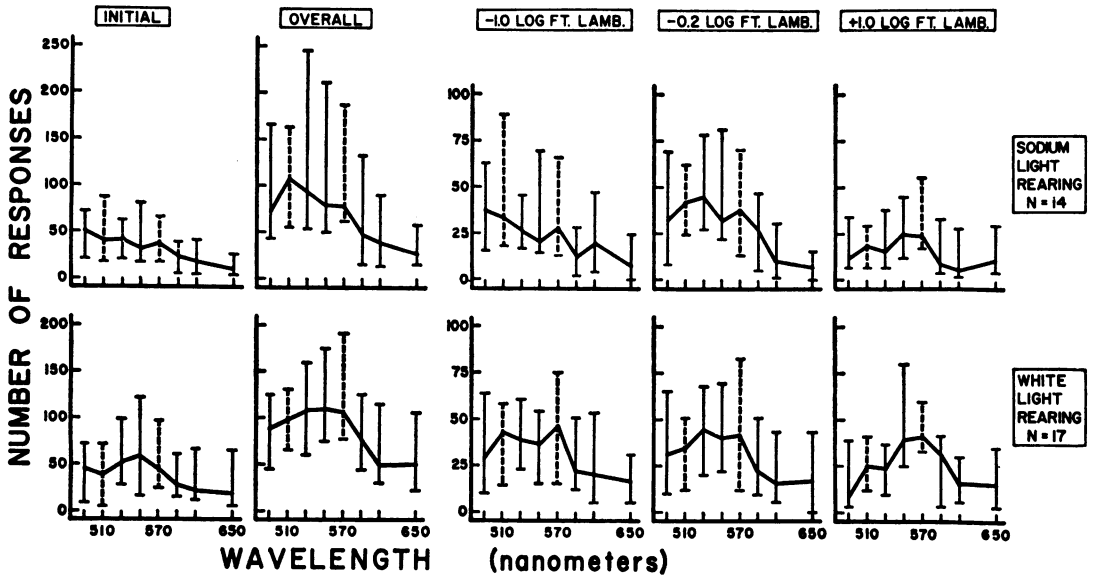 INITIAL
OVERALL
-1.0 LOG FT. LAMB.
-0.2 LOG FT. LAMB.
+1.0 LOG FT. LAMB.
NUMBER OF RESPONSES
250
200
150
100
50
0
100
75
50
25
0
SODIUM
LIGHT
REARING
N = 14
200
150
100
50
0
100
75
50
25
0
WHITE
LIGHT
REARING
N = 17
510 570 650
510 570 650
510 570 650
510 570 650
510 570 650
WAVELENGTH (nanometers)